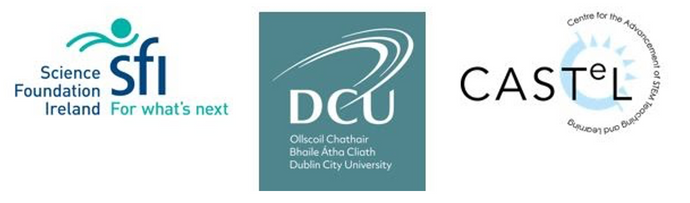 Science
Foundation
Ireland
sfi
For what's next
DCU
Ollscoil Chathair
Bhaile Átha Cliath
Dublin City University
CASTeL
Centre for the Advancement of STEM Teaching and Learning